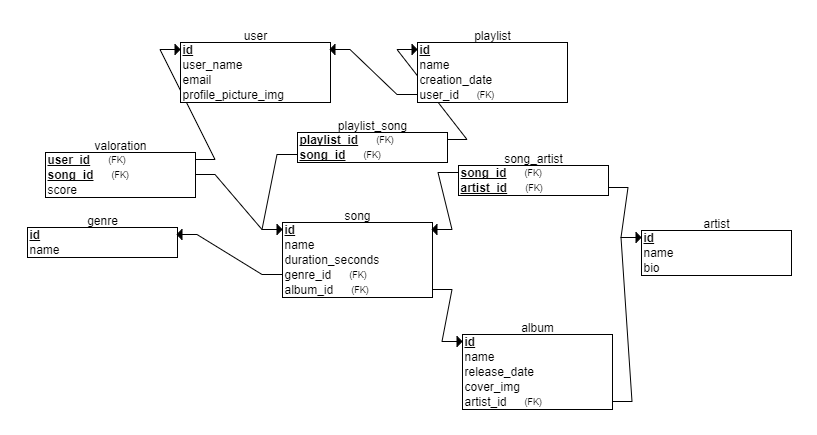 user
id
user_name
email
profile_picture_img
playlist
id
name
creation_date
user_id (FK)
playlist_song
playlist_id (FK)
song_id (FK)
valoration
user_id (FK)
song_id (FK)
score
song_artist
song_id (FK)
artist_id (FK)
genre
id
name
song
id
name
duration_seconds
genre_id (FK)
album_id (FK)
artist
id
name
bio
album
id
name
release_date
cover_img
artist_id (FK)